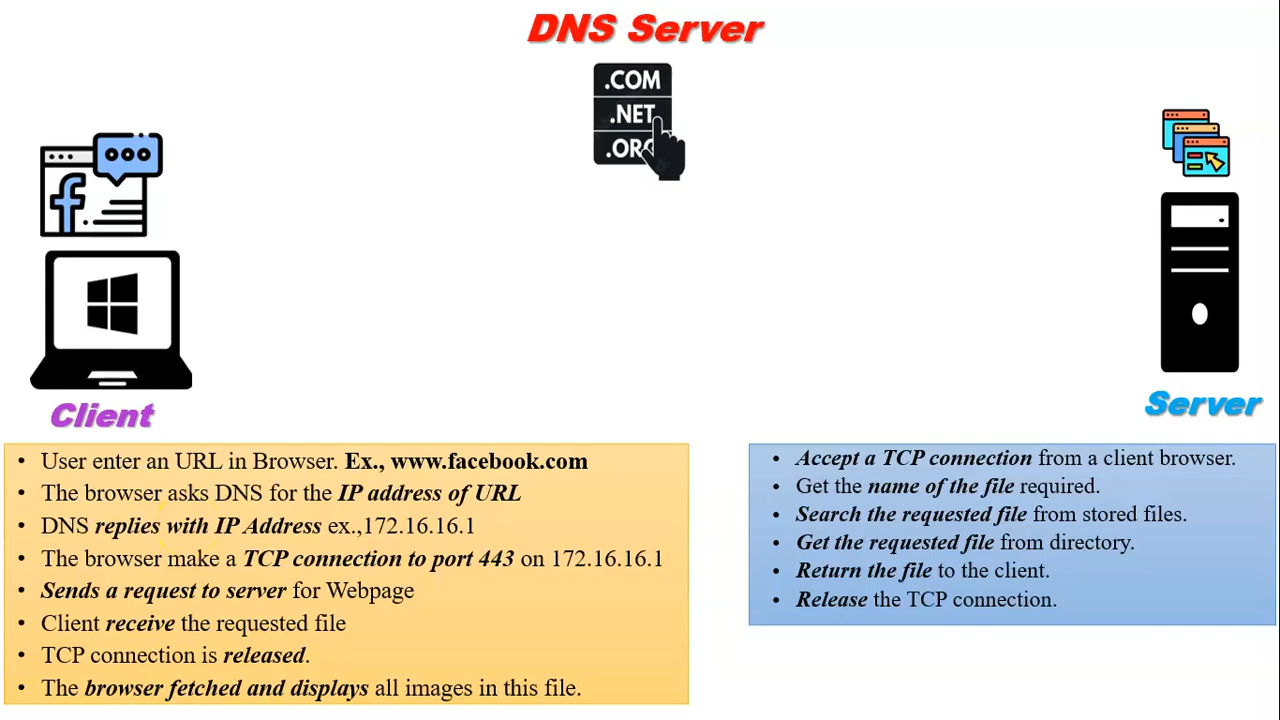 DNS Server
.COM
.NET
.ORG
Client
Server
• User enter an URL in Browser. Ex., www.facebook.com
• The browser asks DNS for the IP address of URL
• DNS replies with IP Address ex.,172.16.16.1
• The browser make a TCP connection to port 443 on 172.16.16.1
• Sends a request to server for Webpage
• Client receive the requested file
• TCP connection is released.
• The browser fetched and displays all images in this file.
• Accept a TCP connection from a client browser.
• Get the name of the file required.
• Search the requested file from stored files.
• Get the requested file from directory.
• Return the file to the client.
• Release the TCP connection.